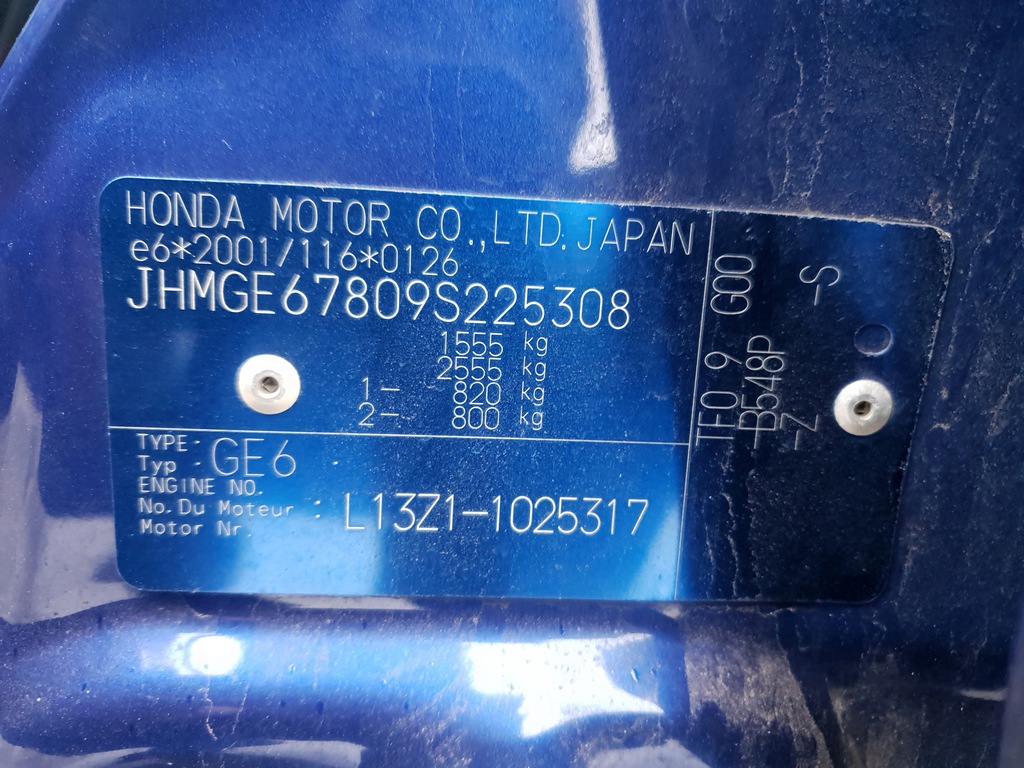 HONDA MOTOR CO.,LTD.JAPAN
e6*2001/116*0126
JHMGE67809S225308
1555 kg
2555 kg
1- 820 kg
2- 800 kg
TYPE:
Typ GE6
ENGINE NO.
No.Du Moteur : L13Z1-1025317
Motor Nr.
TF0 9 G00
-B548P
-Z -S